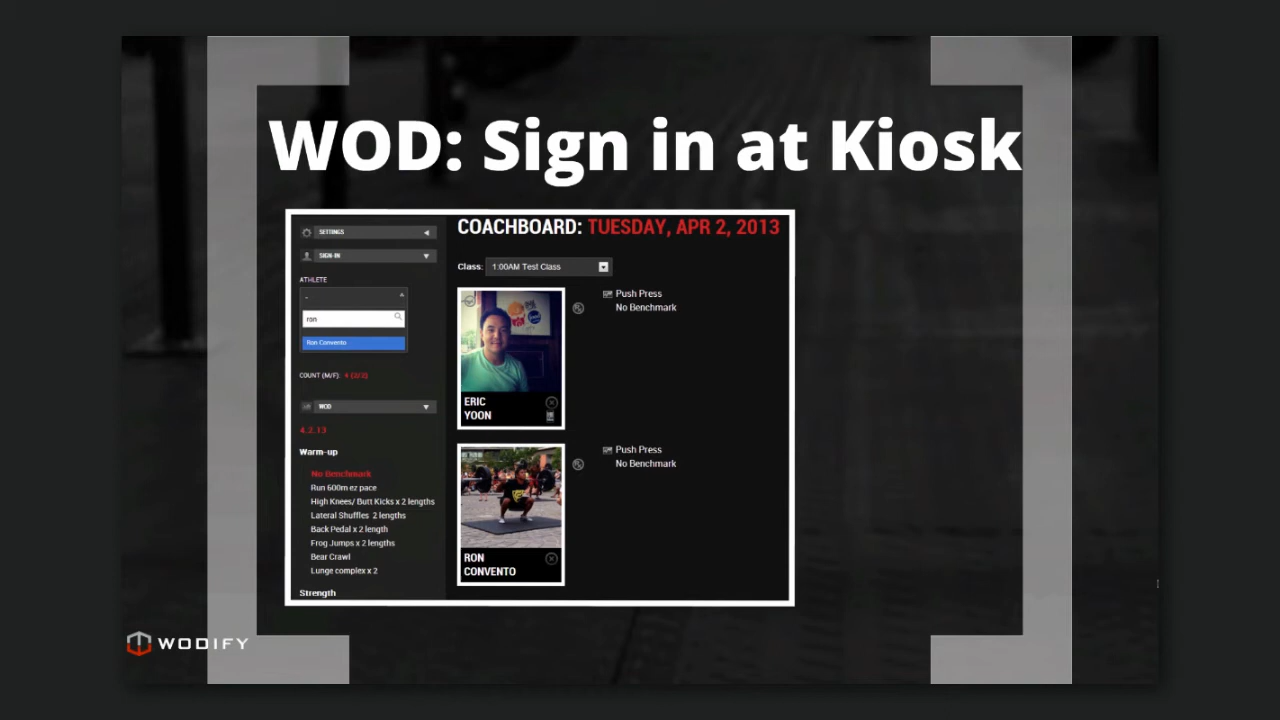 WOD: Sign in at Kiosk
COACHBOARD: TUESDAY, APR 2, 2013
SETTINGS
SIGN-IN
ATHLETE
-
ron
Ron Convento
COUNT (M/F): 4 (2/2)
WOD
4.2.13
Warm-up
No Benchmark
Run 600m ez pace
High Knees/ Butt Kicks x 2 lengths
Lateral Shuffles 2 lengths
Back Pedal x 2 length
Frog Jumps x 2 lengths
Bear Crawl
Lunge complex x 2
Strength
Class: 1:00AM Test Class
Push Press
No Benchmark
ERIC
YOON
Push Press
No Benchmark
RON
CONVENTO
WODIFY